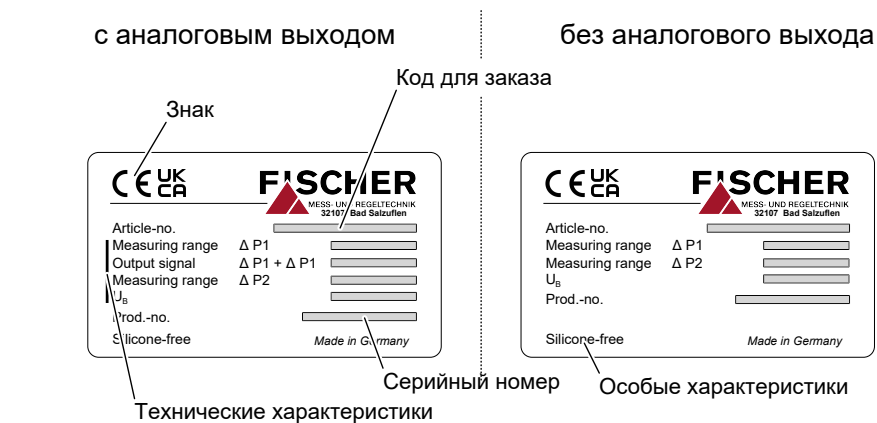 с аналоговым выходом
без аналогового выхода
Код для заказа
Знак
CE UK CA
FISCHER
MESS- UND REGELTECHNIK
32107 Bad Salzuflen
Article-no.
Measuring range Δ P1
Output signal Δ P1 + Δ P1
Measuring range Δ P2
UB
Prod.-no.
Silicone-free
Made in Germany
CE UK CA
FISCHER
MESS- UND REGELTECHNIK
32107 Bad Salzuflen
Article-no.
Measuring range Δ P1
Measuring range Δ P2
UB
Prod.-no.
Silicone-free
Made in Germany
Серийный номер
Особые характеристики
Технические характеристики